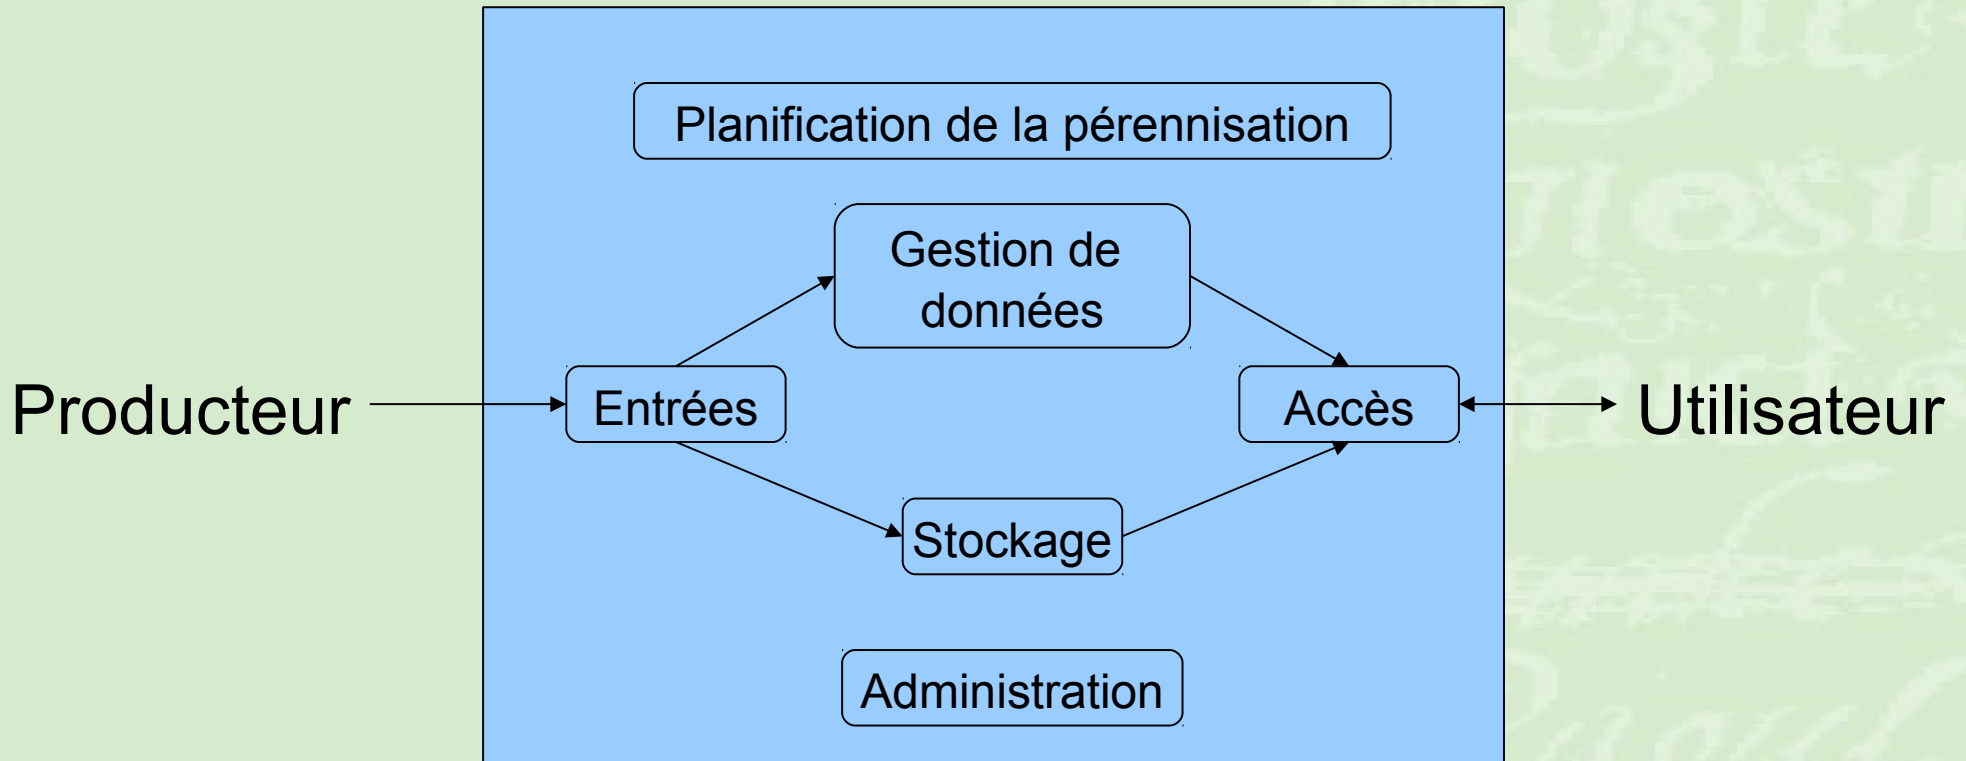 Planification de la pérennisation
Gestion de
données
Producteur
Entrées
Accès
Utilisateur
Stockage
Administration